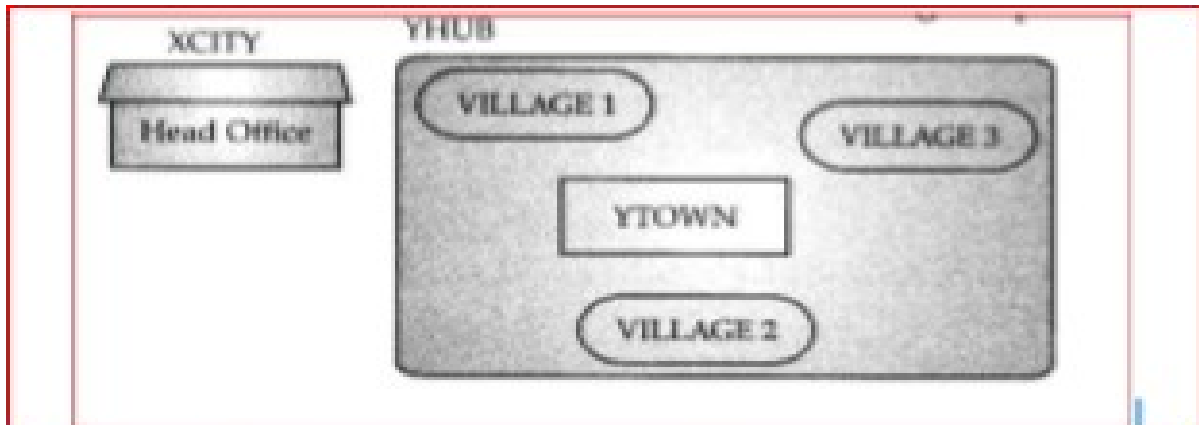 XCITY
Head Office
YHUB
VILLAGE 1
VILLAGE 3
YTOWN
VILLAGE 2